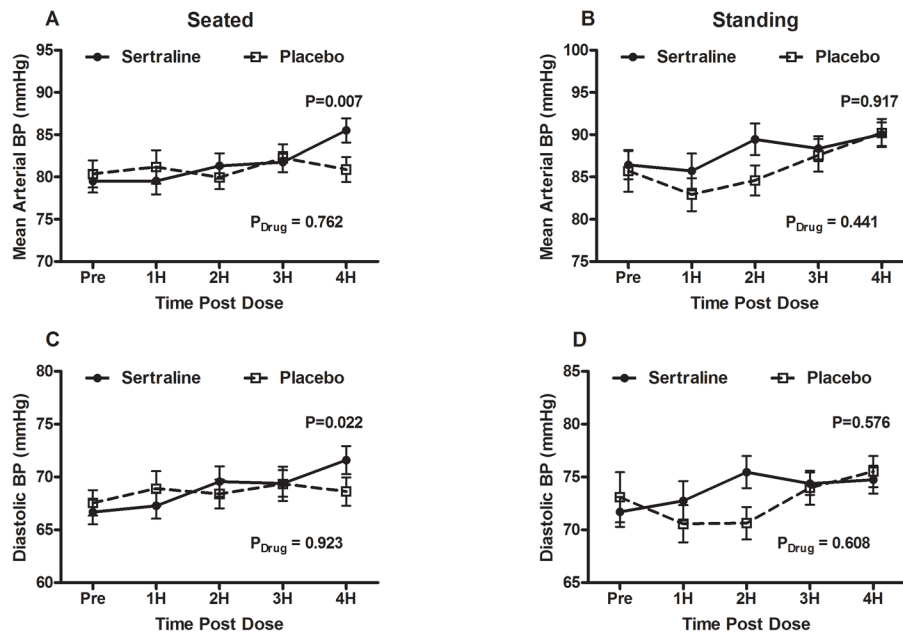 A
Seated
Mean Arterial BP (mmHg)
95
90
85
80
75
70
Sertraline
Placebo
P=0.007
PDrug = 0.762
Pre
1H
2H
3H
4H
Time Post Dose
B
Standing
Mean Arterial BP (mmHg)
100
95
90
85
80
75
Sertraline
Placebo
P=0.917
PDrug = 0.441
Pre
1H
2H
3H
4H
Time Post Dose
C
Diastolic BP (mmHg)
80
75
70
65
60
Sertraline
Placebo
P=0.022
PDrug = 0.923
Pre
1H
2H
3H
4H
Time Post Dose
D
Diastolic BP (mmHg)
85
80
75
70
65
Sertraline
Placebo
P=0.576
PDrug = 0.608
Pre
1H
2H
3H
4H
Time Post Dose